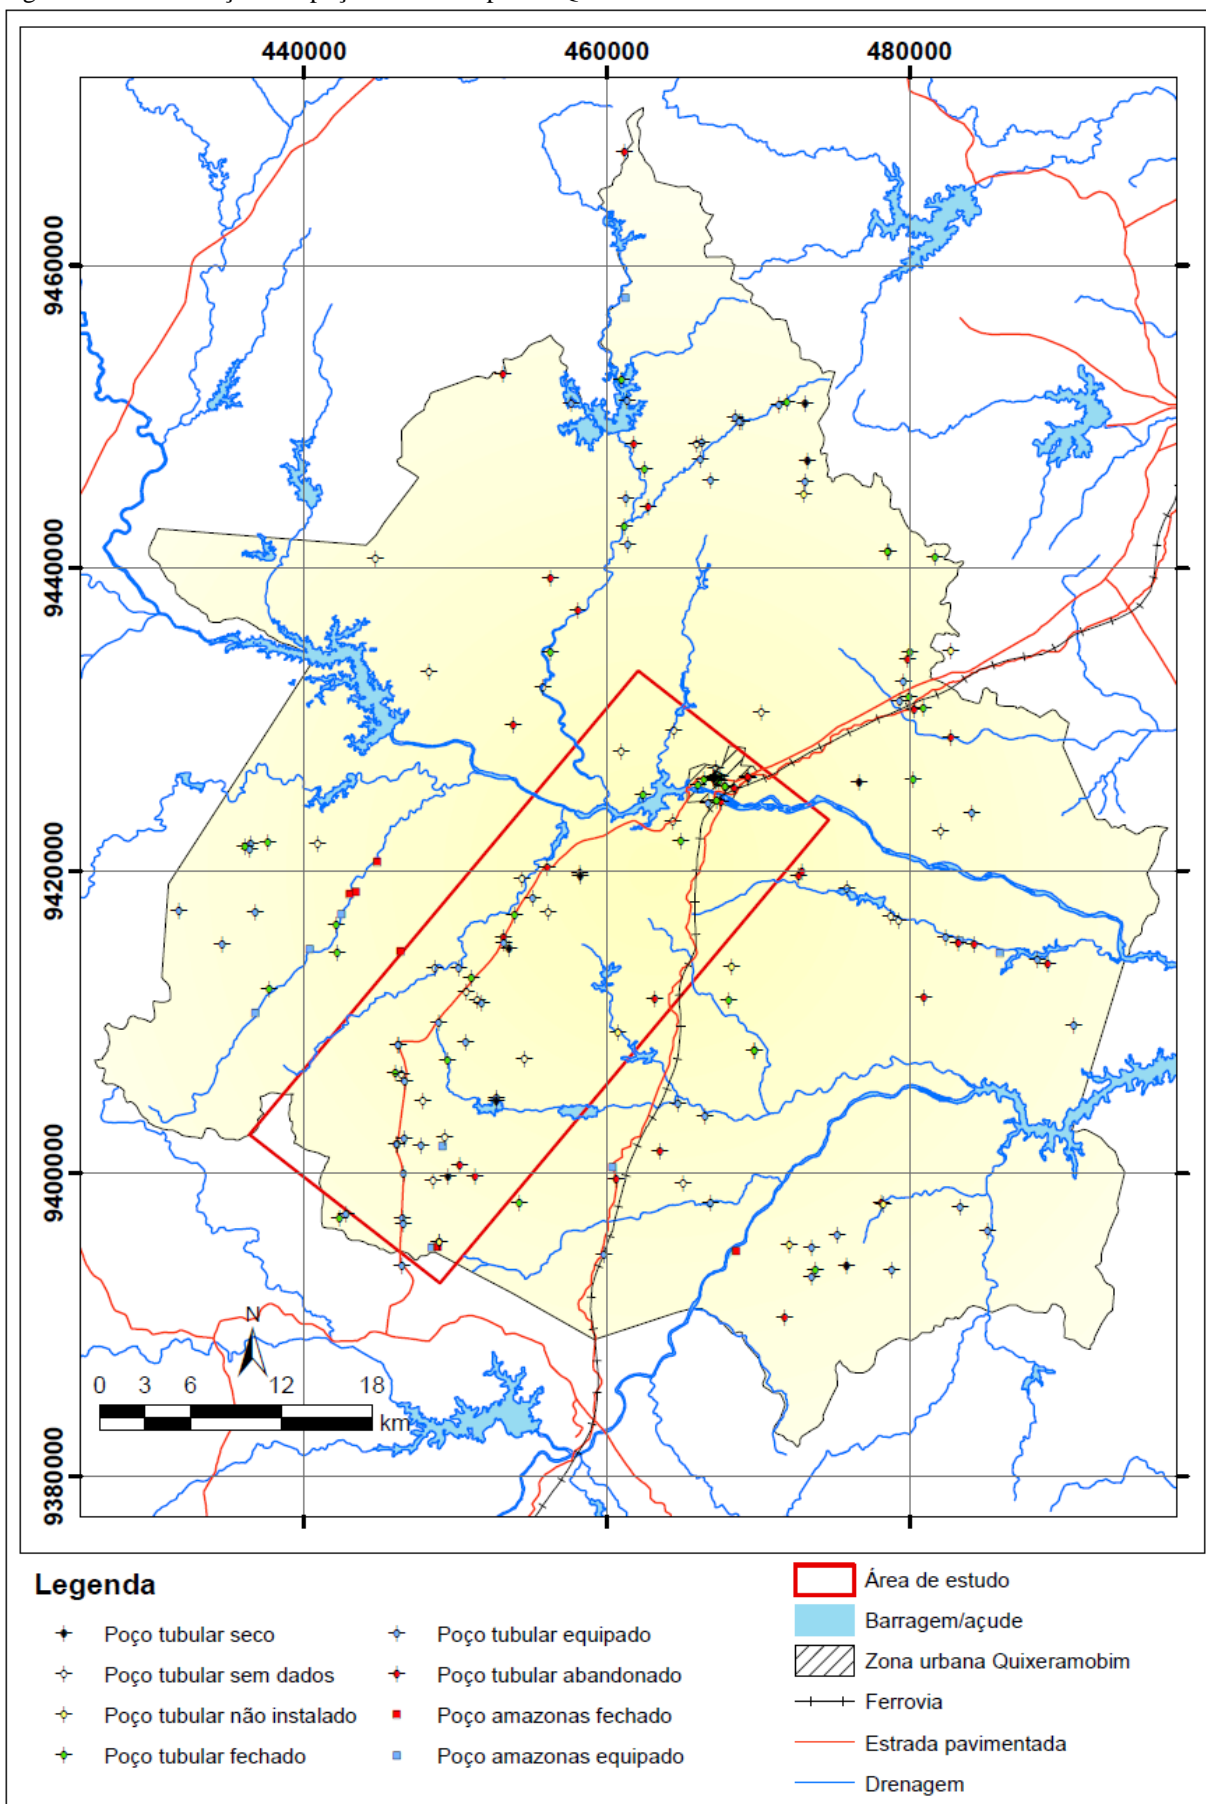 440000 460000 480000
9460000
9440000
9420000
9400000
9380000
N
0 3 6 12 18
km
Legenda
Poço tubular seco
Poço tubular sem dados
Poço tubular não instalado
Poço tubular fechado
Poço tubular equipado
Poço tubular abandonado
Poço amazonas fechado
Poço amazonas equipado
Área de estudo
Barragem/açude
Zona urbana Quixeramobim
Ferrovia
Estrada pavimentada
Drenagem